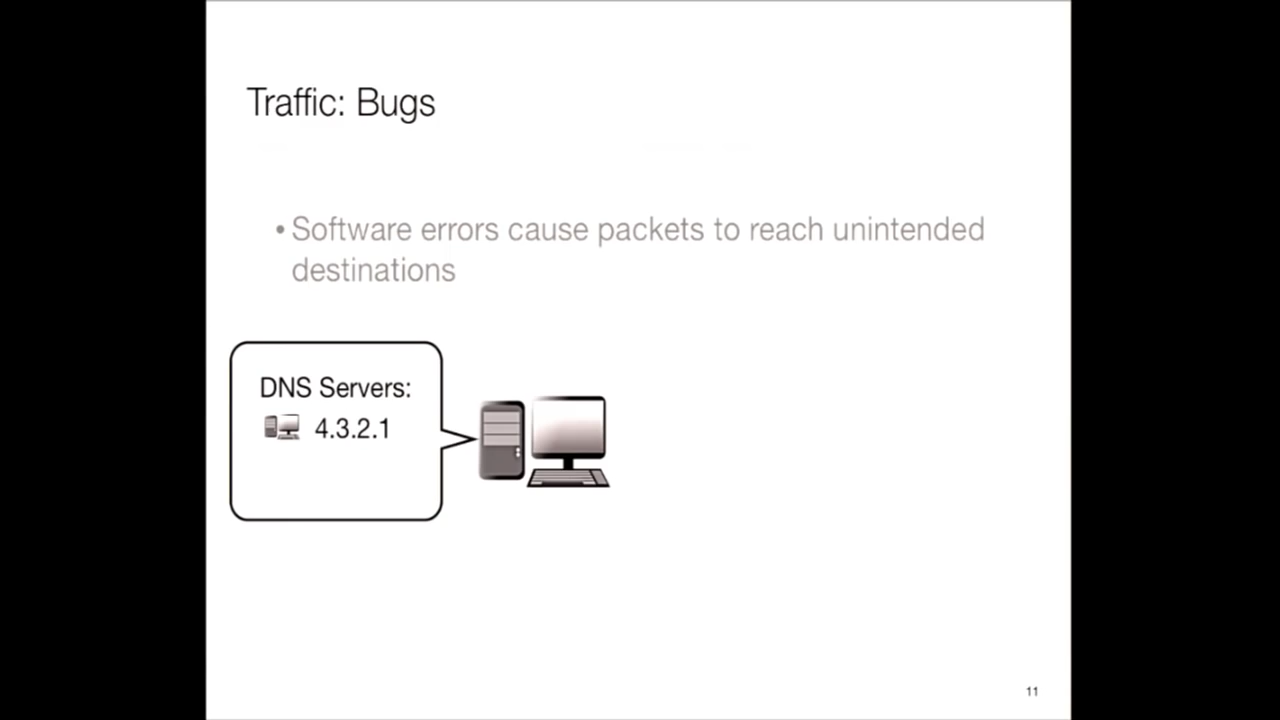 Traffic: Bugs
• Software errors cause packets to reach unintended
destinations
DNS Servers:
4.3.2.1
11